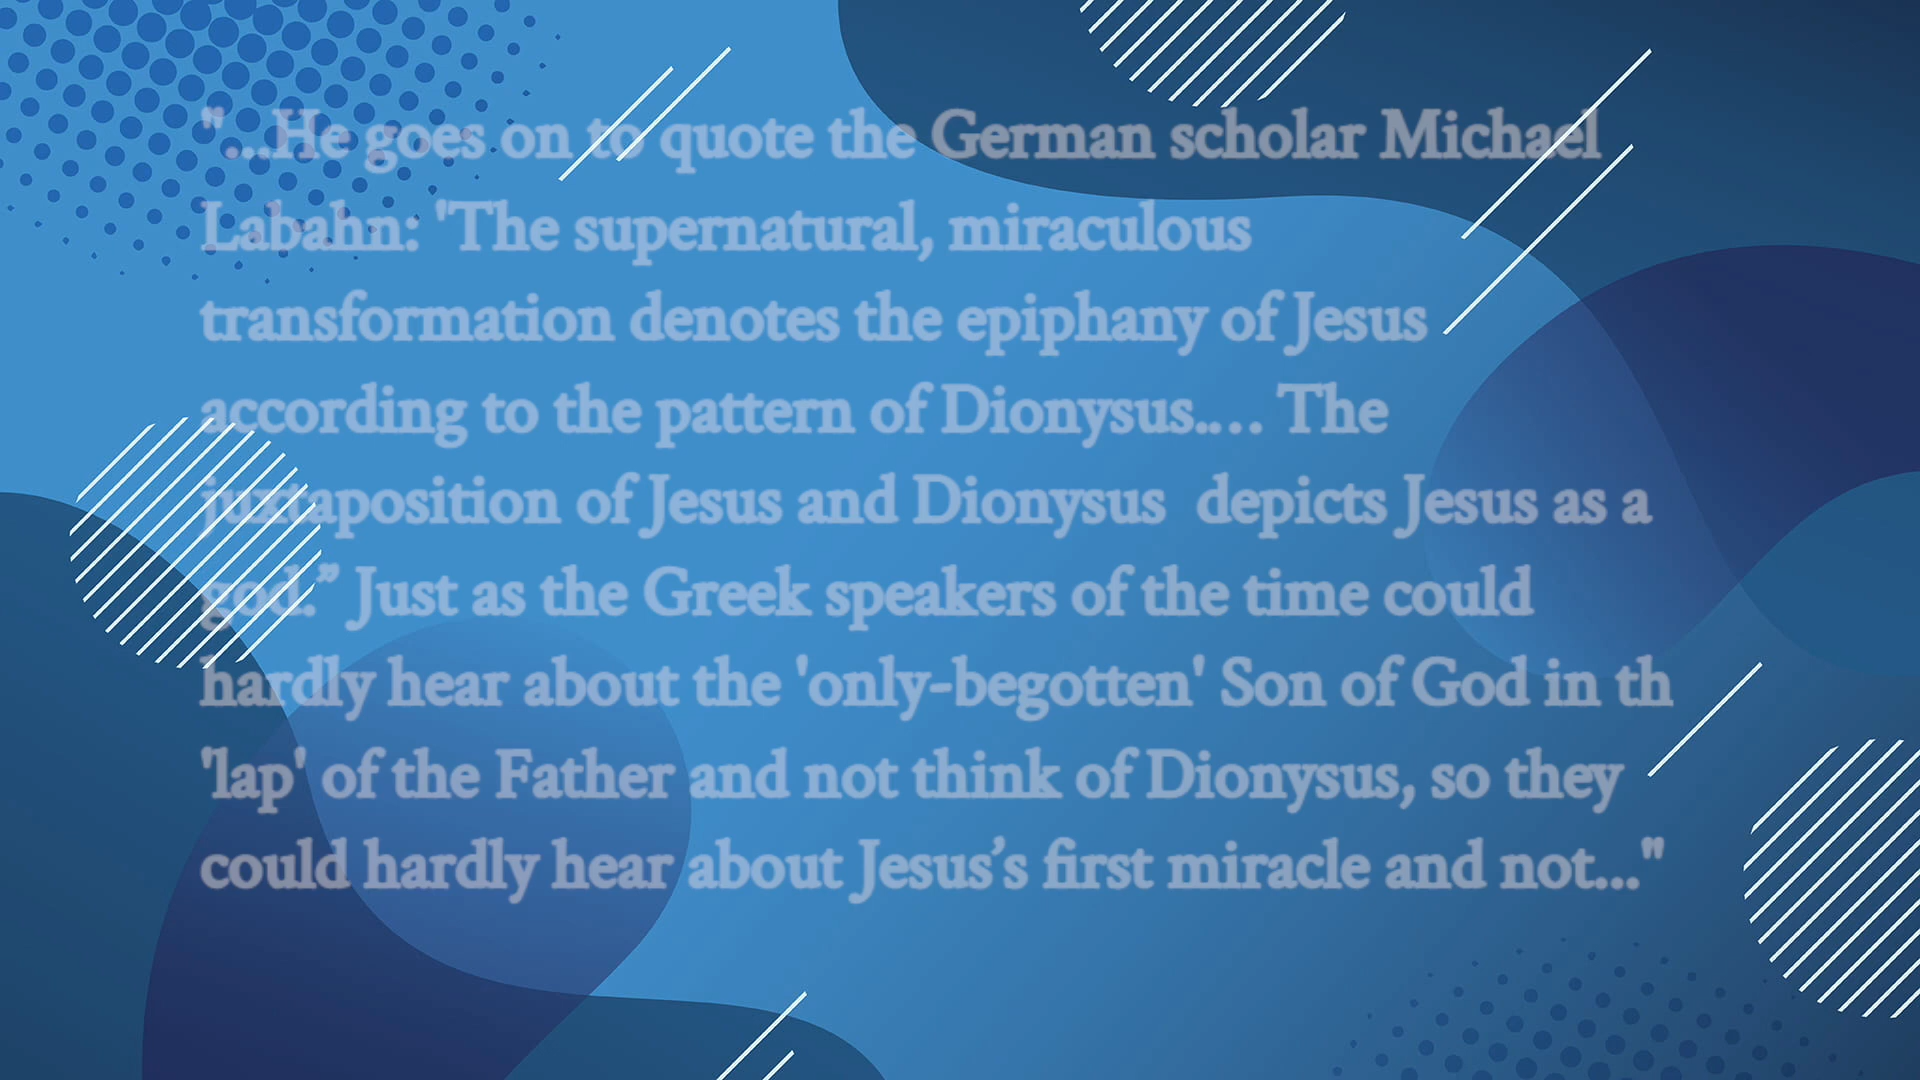 "...He goes on to quote the German scholar Michael
Labahn: 'The supernatural, miraculous
transformation denotes the epiphany of Jesus
according to the pattern of Dionysus.… The
juxtaposition of Jesus and Dionysus  depicts Jesus as a
god.” Just as the Greek speakers of the time could
hardly hear about the 'only-begotten' Son of God in th
'lap' of the Father and not think of Dionysus, so they
could hardly hear about Jesus’s first miracle and not..."